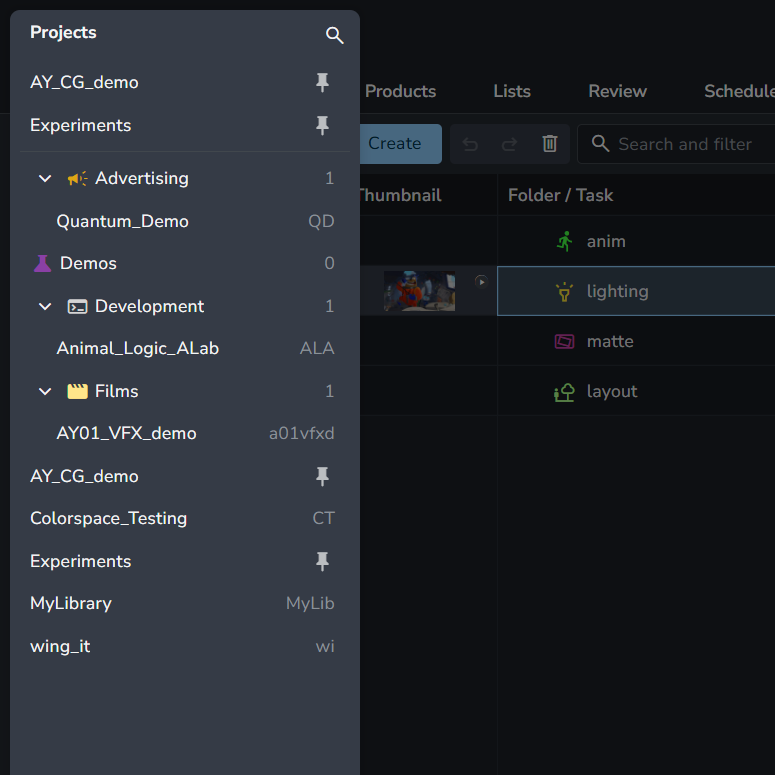 Projects
AY_CG_demo
Experiments
Advertising 1
Quantum_Demo QD
Demos 0
Development 1
Animal_Logic_ALab ALA
Films 1
AY01_VFX_demo a01vfxd
AY_CG_demo
Colorspace_Testing CT
Experiments
MyLibrary MyLib
wing_it wi
Products Lists Review Schedule
Create Search and filter
Thumbnail Folder / Task
anim
lighting
matte
layout